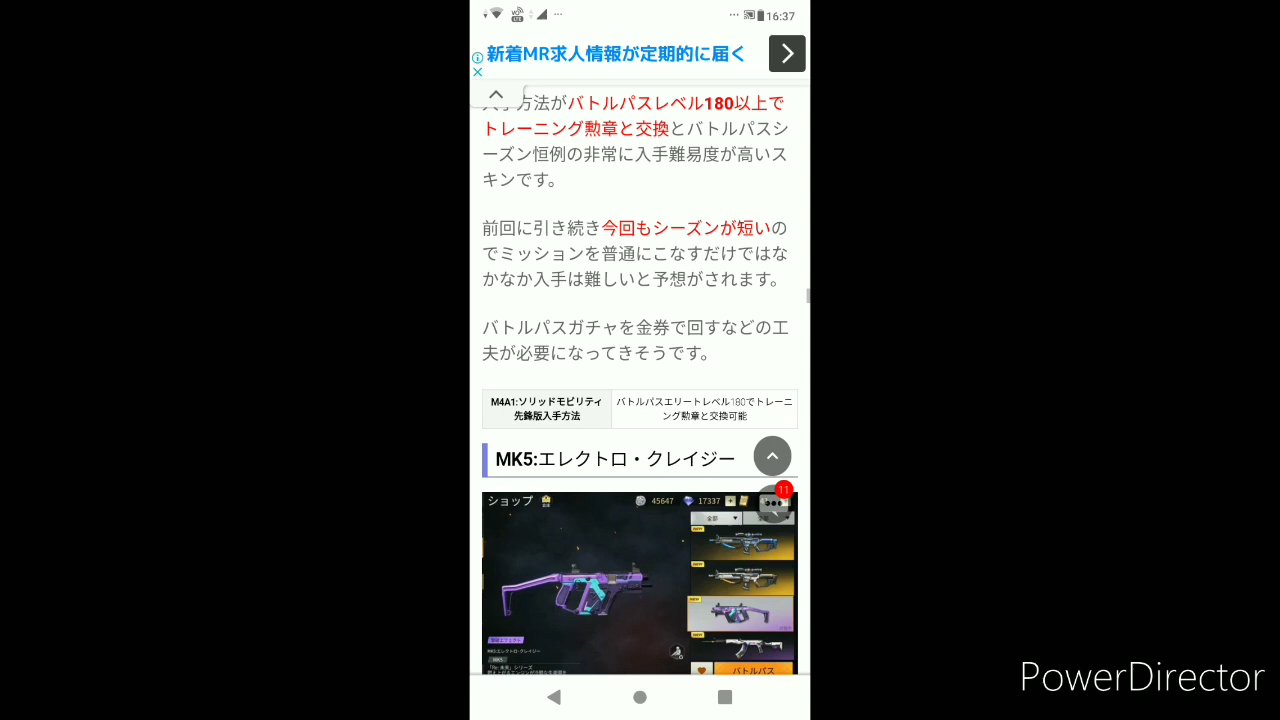 16:37
新着MR求人情報が定期的に届く
入手方法がバトルパスレベル180以上で
トレーニング勲章と交換とバトルパスシ
ーズン恒例の非常に入手難易度が高いス
キンです。
前回に引き続き今回もシーズンが短いの
でミッションを普通にこなすだけではな
かなか入手は難しいと予想がされます。
バトルパスガチャを金券で回すなどの工
夫が必要になってきそうです。
M4A1:ソリッドモビリティ
先鋒版入手方法
バトルパスエリートレベル180でトレーニ
ング勲章と交換可能
MK5:エレクトロ・クレイジー
11
ショップ
45647
17337
全部
NEW
NEW
NEW
NEW
MK5:エレクトロ・クレイジー
MK5
バトルパス
PowerDirector